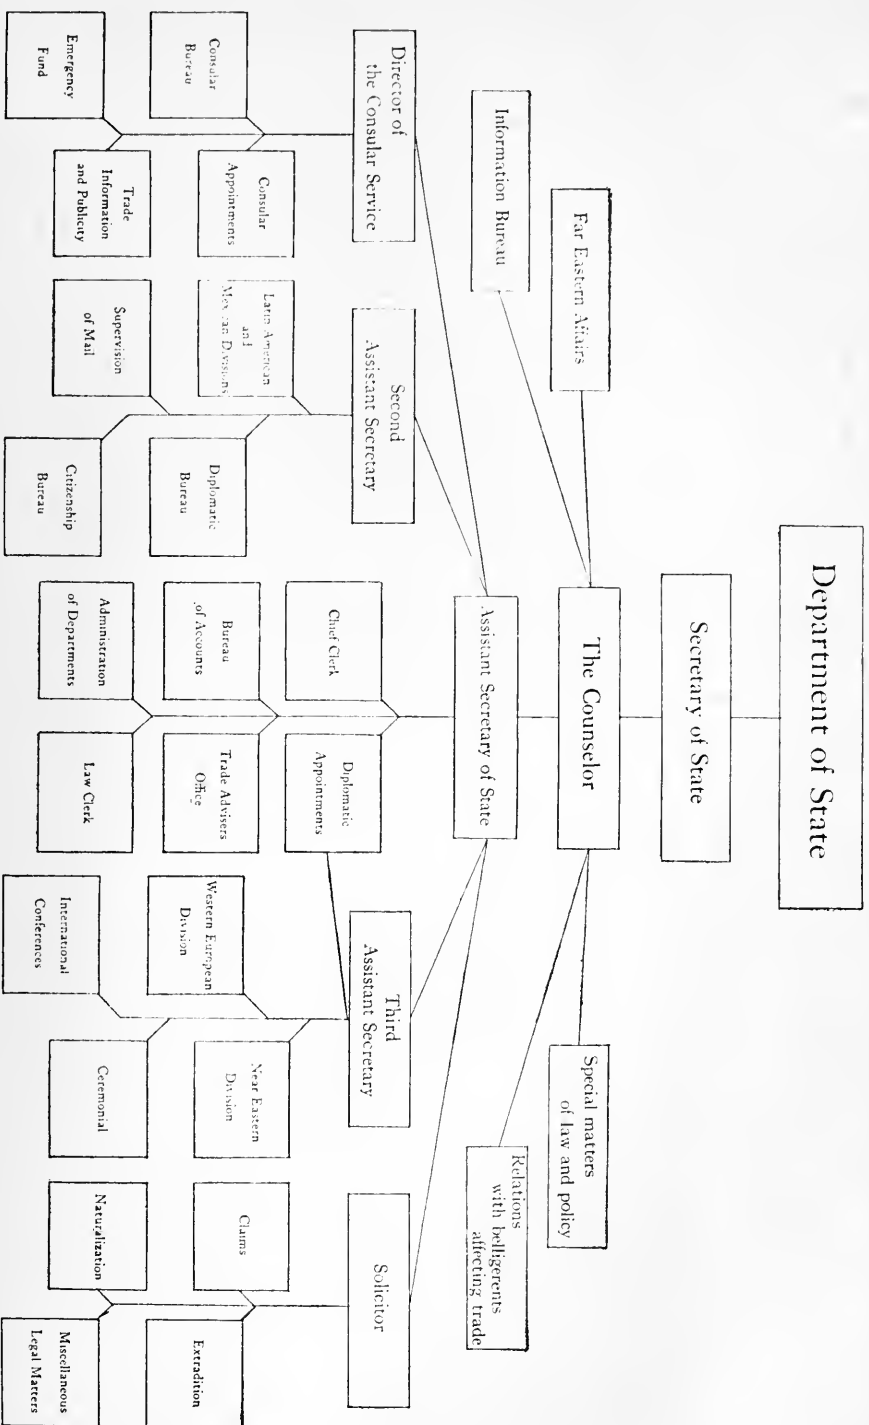 Department of State
Secretary of State
The Counselor
Far Eastern Affairs
Information Bureau
Special matters
of law and policy
Relations
with belligerents
affecting trade
Assistant Secretary of State
Director of
the Consular Service
Second
Assistant Secretary
Third
Assistant Secretary
Solicitor
Consular
Bureau
Consular
Appointments
Emergency
Fund
Trade
Information
and Publicity
Latin American
and
Mexican Divisions
Diplomatic
Bureau
Supervision
of Mail
Citizenship
Bureau
Chief Clerk
Diplomatic
Appointments
Bureau
of Accounts
Trade Advisers
Office
Administration
of Departments
Law Clerk
Western European
Division
Near Eastern
Division
International
Conferences
Ceremonial
Claims
Extradition
Naturalization
Miscellaneous
Legal Matters